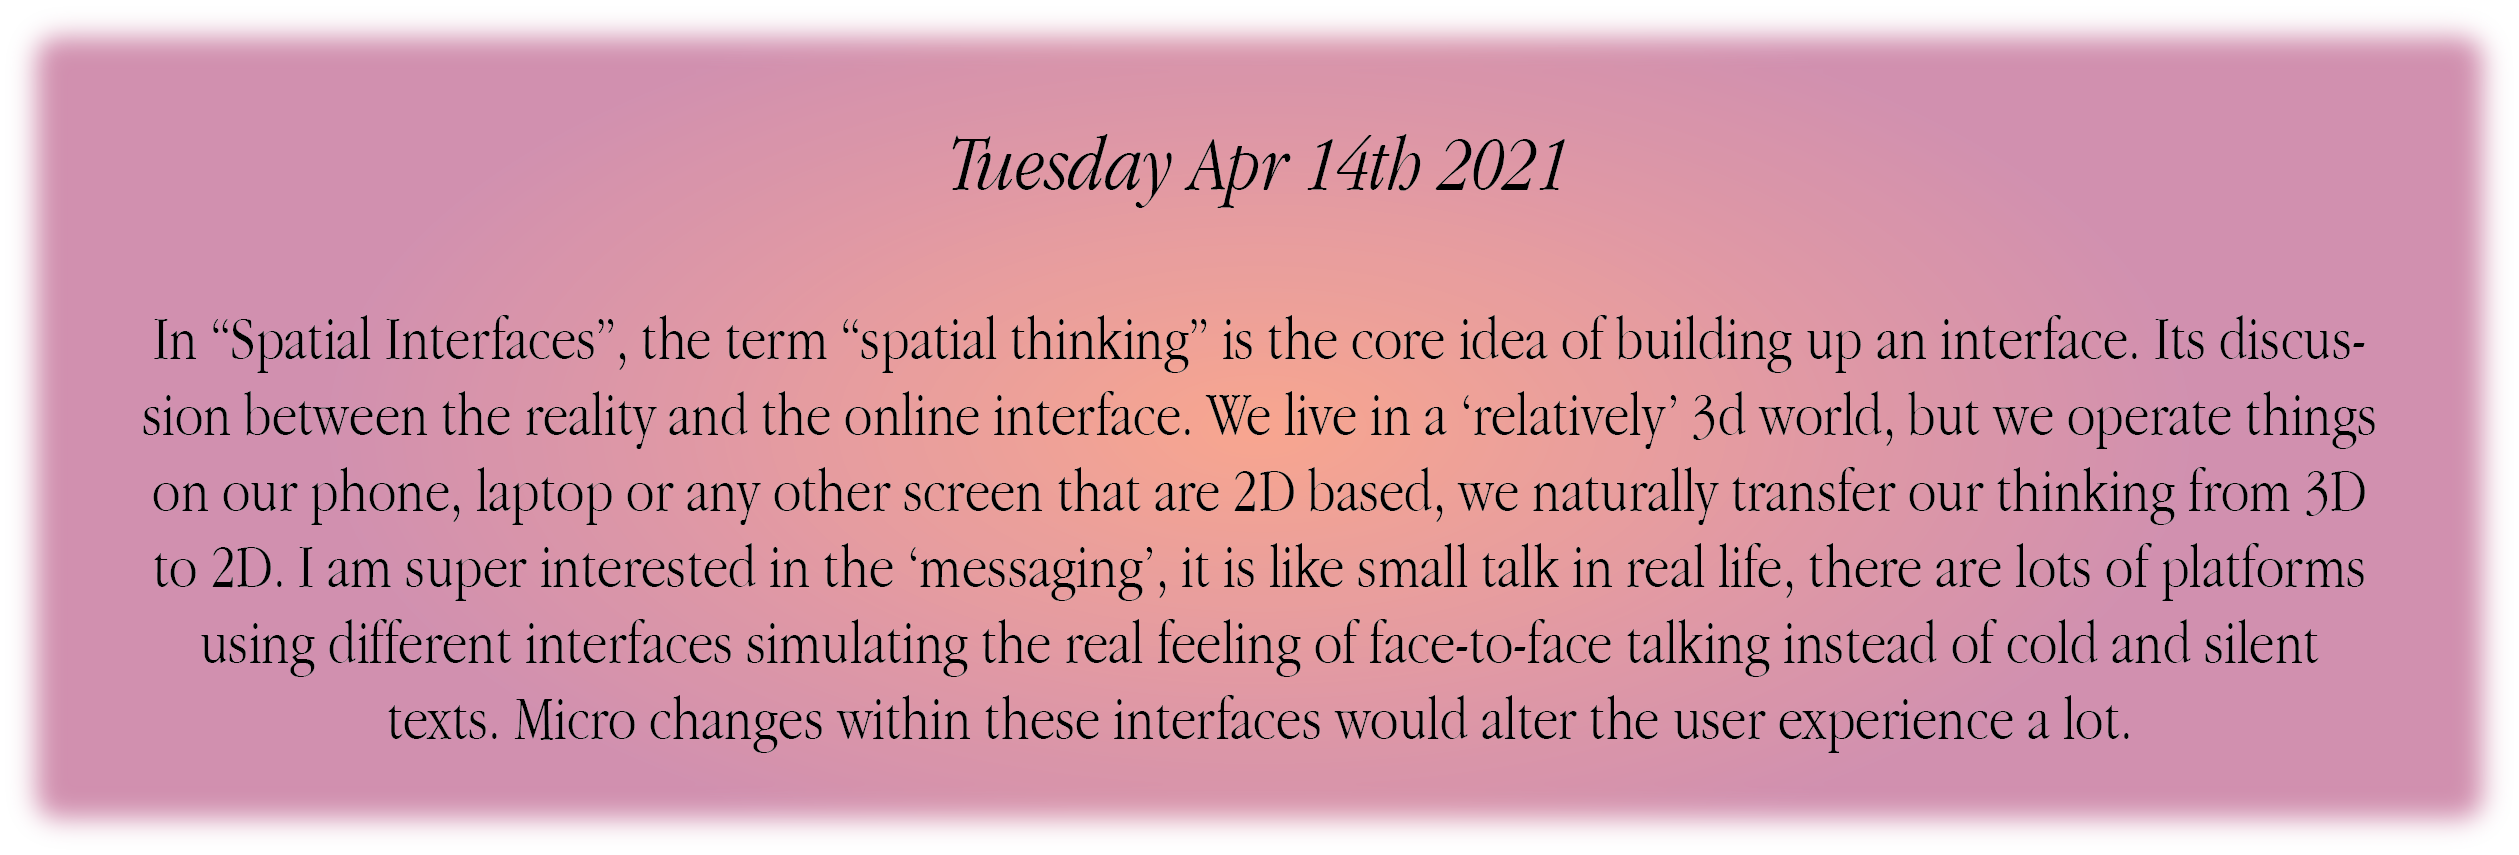 Tuesday Apr 14th 2021
In “Spatial Interfaces”, the term “spatial thinking” is the core idea of building up an interface. Its discus-
sion between the reality and the online interface. We live in a ‘relatively’ 3d world, but we operate things
on our phone, laptop or any other screen that are 2D based, we naturally transfer our thinking from 3D
to 2D. I am super interested in the ‘messaging’, it is like small talk in real life, there are lots of platforms
using different interfaces simulating the real feeling of face-to-face talking instead of cold and silent
texts. Micro changes within these interfaces would alter the user experience a lot.